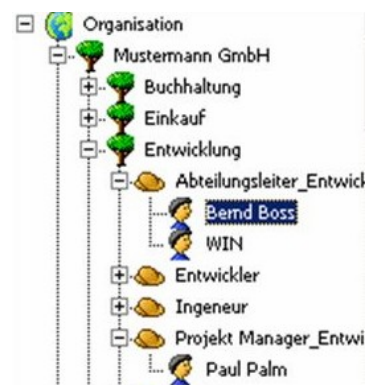 Organisation
Mustermann GmbH
Buchhaltung
Einkauf
Entwicklung
Abteilungsleiter_Entwick
Bernd Boss
WIN
Entwickler
Ingeneur
Projekt Manager_Entwi
Paul Palm